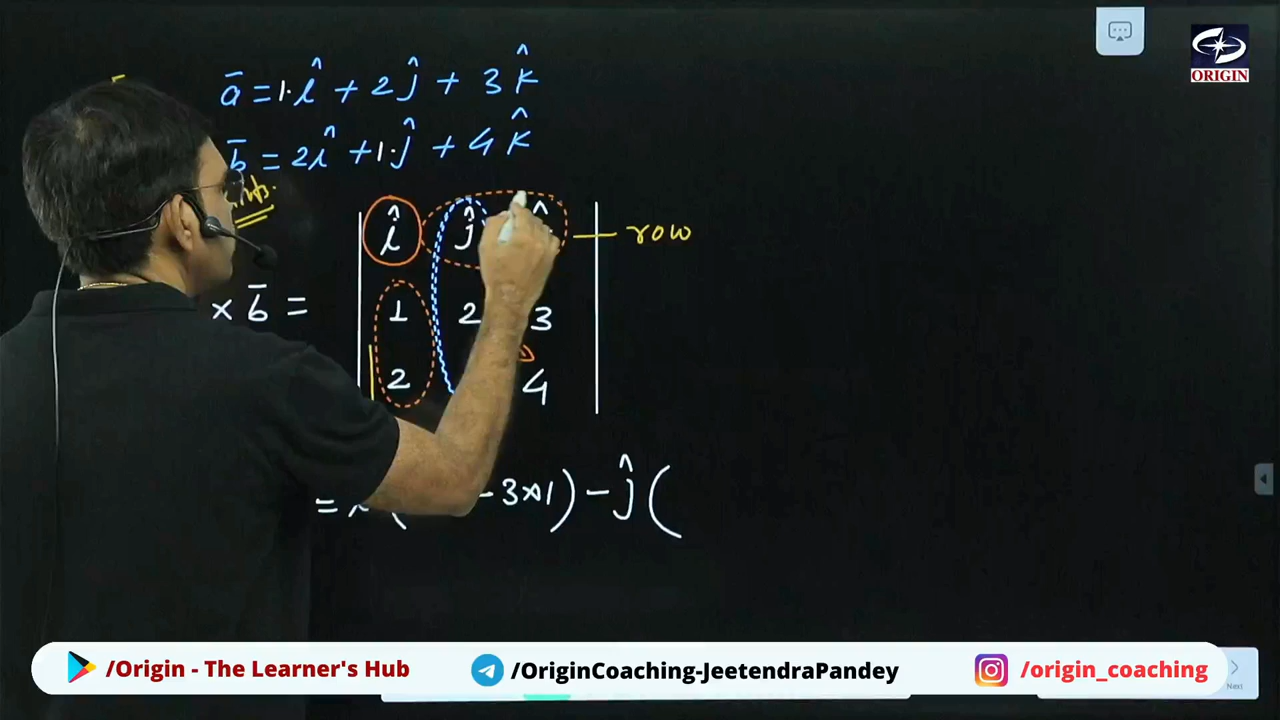 ORIGIN
ā = 1·î + 2ĵ + 3k̂
b̄ = 2î + 1·ĵ + 4k̂
î ĵ — row
× b̄ =
1 2 3
2 4
= - 3×1) - ĵ (
/Origin - The Learner's Hub /OriginCoaching-JeetendraPandey /origin_coaching
Next